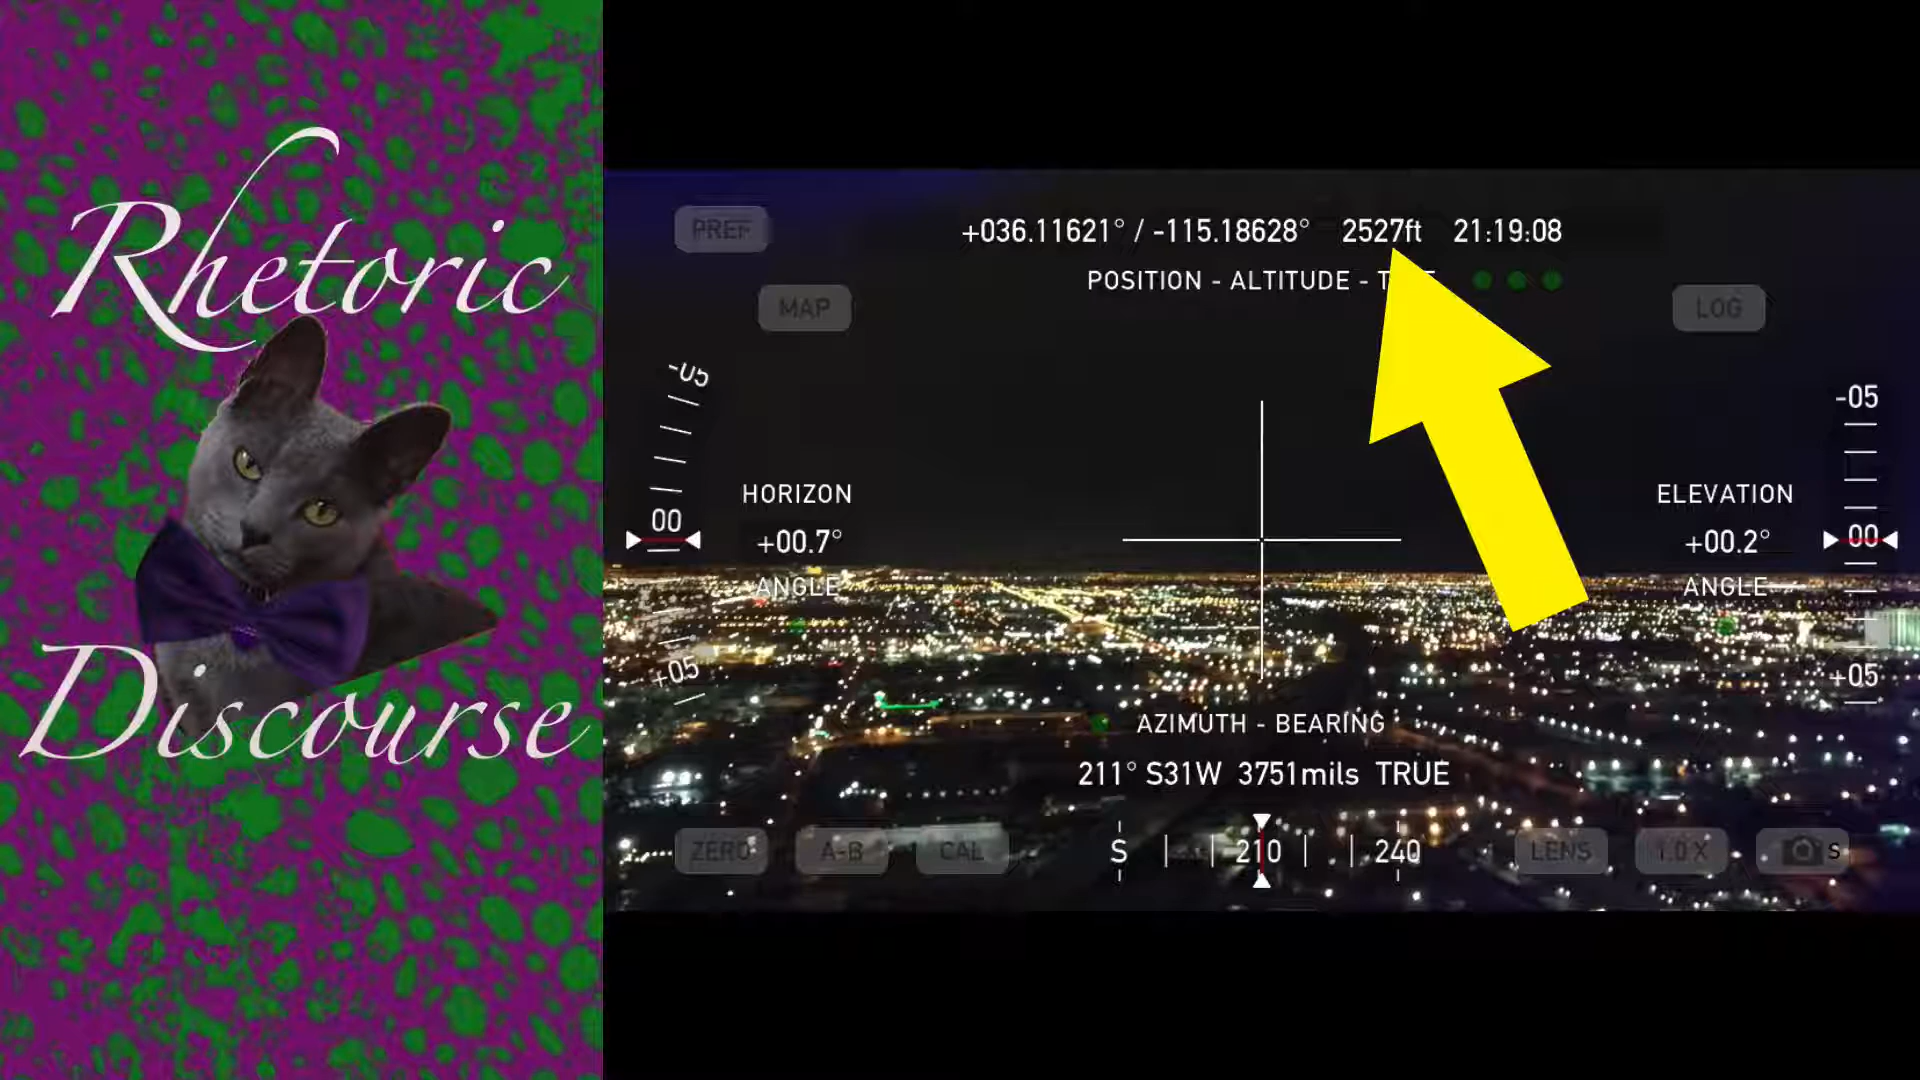 Rhetoric
Discourse
PREF
+036.11621° / -115.18628° 2527ft 21:19:08
POSITION - ALTITUDE - T
MAP
LOG
-05
-05
HORIZON
ELEVATION
00
00
+00.7°
+00.2°
ANGLE
ANGLE
+05
+05
AZIMUTH - BEARING
211° S31W 3751mils TRUE
ZERO
A-B
CAL
S
210
240
LENS
1.0 X
S